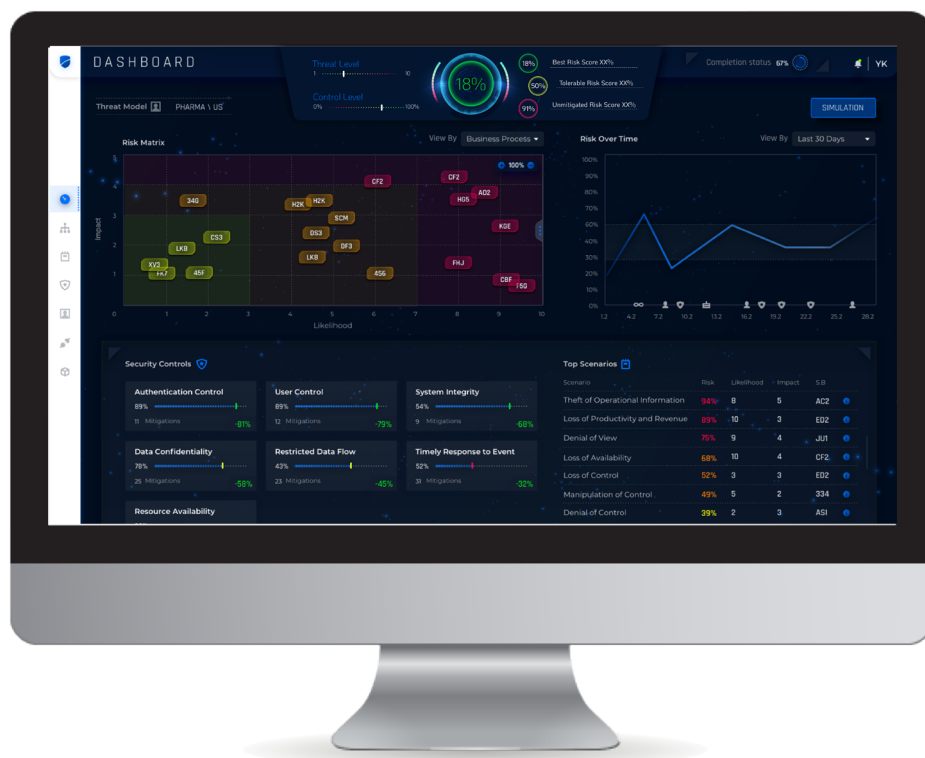 DASHBOARD
Threat Level
1 10
Control Level
0% 100%
18%
18% Best Risk Score XX%
50% Tolerable Risk Score XX%
91% Unmitigated Risk Score XX%
Completion status 67%
YK
Threat Model PHARMA \ US
SIMULATION
Risk Matrix
View By Business Process
100%
Impact
5
4
3
2
1
CF2 CF2
34G H2K H2K HG5 AD2
SCM
CS3 DS3 KGE
LKB DF3
LKB
XV3 FHJ
FK7 45F 4S6
CBF
F5G
0 1 2 3 4 5 6 7 8 9 10
Likelihood
Risk Over Time
View By Last 30 Days
100%
90%
80%
70%
60%
50%
40%
30%
20%
10%
0%
1.2 4.2 7.2 10.2 13.2 16.2 19.2 22.2 25.2 28.2
Security Controls
Authentication Control
89%
11 Mitigations -81%
User Control
89%
12 Mitigations -79%
System Integrity
54%
9 Mitigations -68%
Data Confidentiality
78%
25 Mitigations -58%
Restricted Data Flow
43%
23 Mitigations -45%
Timely Response to Event
52%
31 Mitigations -32%
Resource Availability
Top Scenarios
Scenario Risk Likelihood Impact S.B
Theft of Operational Information 94% 8 5 AC2
Loss of Productivity and Revenue 89% 10 3 ED2
Denial of View 75% 9 4 JU1
Loss of Availability 68% 10 4 CF2
Loss of Control 52% 3 3 ED2
Manipulation of Control 49% 5 2 334
Denial of Control 39% 2 3 ASI